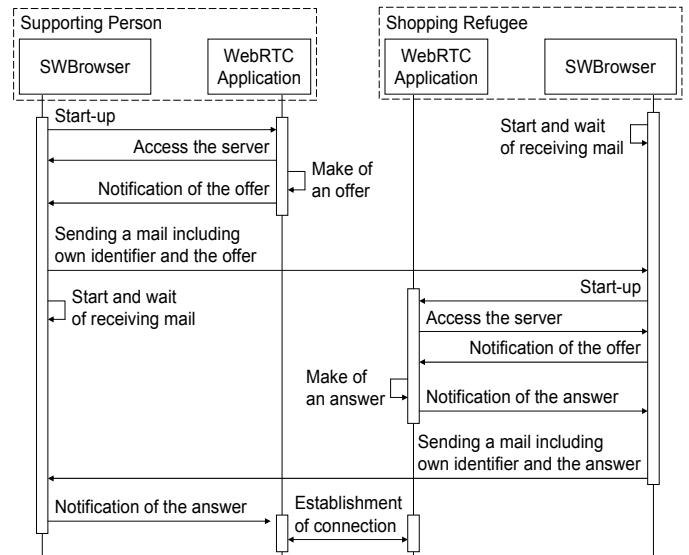 Supporting Person
Shopping Refugee
SWBrowser
WebRTC
Application
WebRTC
Application
SWBrowser
Start-up
Start and wait
of receiving mail
Access the server
Make of
an offer
Notification of the offer
Sending a mail including
own identifier and the offer
Start and wait
of receiving mail
Start-up
Access the server
Notification of the offer
Make of
an answer
Notification of the answer
Sending a mail including
own identifier and the answer
Notification of the answer
Establishment
of connection